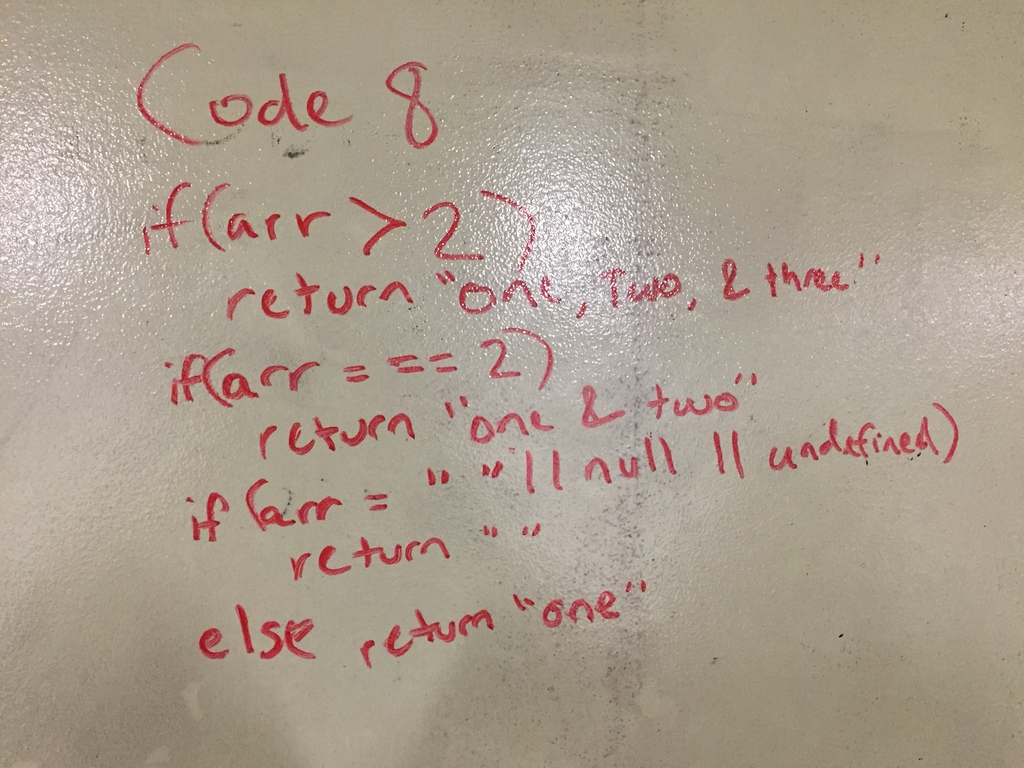 Code 8
if(arr > 2)
return "one, Two, & three"
if(arr = == 2)
return "one & two"
if (arr = " " || null || undefined)
return " "
else return "one"